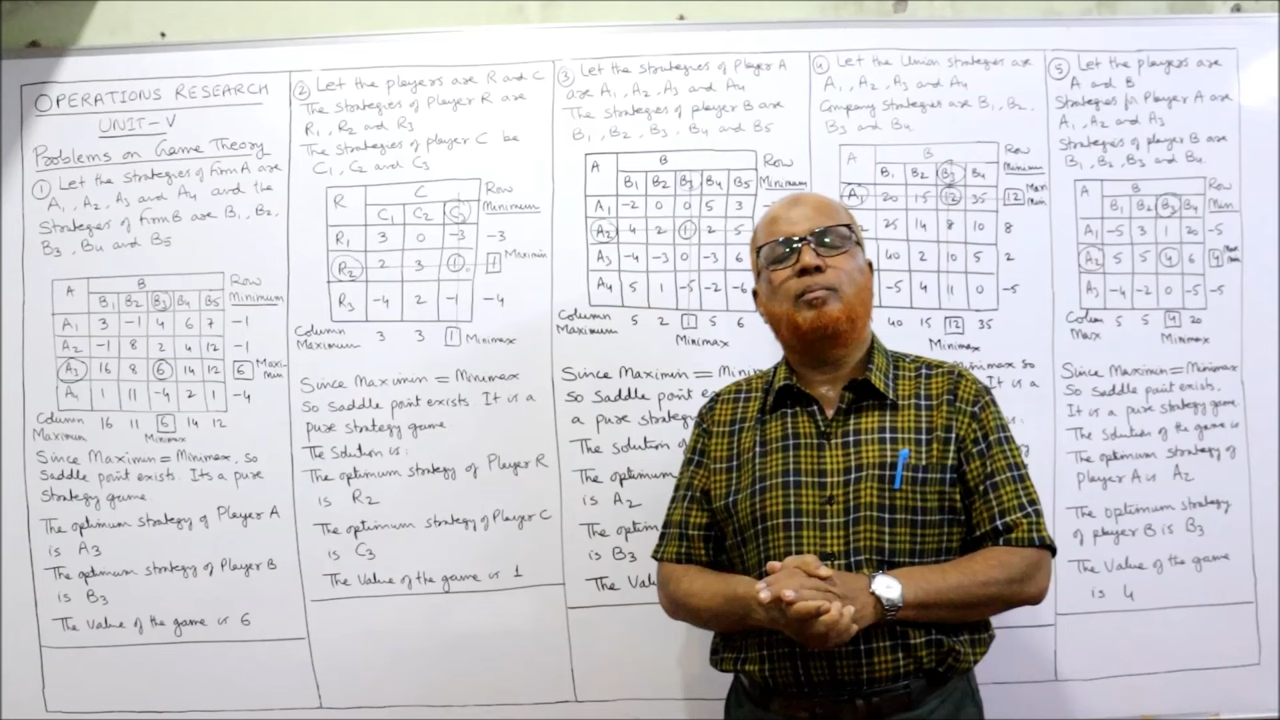 OPERATIONS RESEARCH
UNIT-V
Problems on Game Theory
① Let the strategies of firm A are
A1, A2 A3 and A4 and the
Strategies of firm B are B1, B2,
B3, B4 and B5
A B Row
B1 B2 B3 B4 B5 Minimum
A1 3 -1 4 6 7 -1
A2 -1 8 2 4 12 -1
A3 16 8 6 14 12 6 Maxi-
min
A4 1 11 -4 2 1 -4
Column 16 11 6 14 12
Maximum Minimax
Since Maximin = Minimax, so
Saddle point exists. Its a pure
strategy game.
The optimum strategy of Player A
is A3
The optimum strategy of Player B
is B3
The value of the game is 6
② Let the players are R and C
The strategies of Player R are
R1, R2 and R3
The strategies of player C be
C1, C2 and C3
R C Row
C1 C2 C3 Minimum
R1 3 0 -3 -3
R2 2 3 1 1 Maximin
R3 -4 2 -1 -4
Column 3 3 1 Minimax
Maximum
Since Maximin = Minimax
So Saddle point exists. It is a
pure strategy game
The Solution is:
The optimum strategy of Player R
is R2
The optimum strategy of Player C
is C3
The value of the game is 1
③ Let the strategies of Player A
are A1, A2, A3 and A4
The strategies of player B are
B1, B2, B3, B4 and B5
A B Row
B1 B2 B3 B4 B5 Minimum
A1 -2 0 0 5 3
A2 4 2 1 2 5
A3 -4 -3 0 -3 6
A4 5 1 -5 -2 -6
Column 5 2 1 5 6
Maximum Minimax
Since Maximin =
So Saddle point
a pure strategy
The solution of
The optimum
is A2
The
is B3
The
④ Let the Union strategies are
A1, A2, A3 and A4
Company strategies are B1, B2,
B3 and B4
A B Row
B1 B2 B3 B4 Minimum
A1 20 15 12 35 12 Maxi
min
25 14 8 10 8
40 2 10 5 2
-5 4 11 0 -5
40 15 12 35
Minimax
so
It is a
⑤ Let the players are
A and B
Strategies for Player A are
A1, A2 and A3
Strategies of player B are
B1, B2, B3 and B4
A B Row
B1 B2 B3 B4 Min
A1 -5 3 1 20 -5
A2 5 5 4 6 4
A3 -4 -2 0 -5 -5
Column 5 5 4 20
Max Minimax
Since Maximin = Minimax
So saddle point exists.
It is a pure strategy game.
The solution of the game is
The optimum strategy of
Player A is A2
The optimum strategy
of player B is B3
The value of the game
is 4